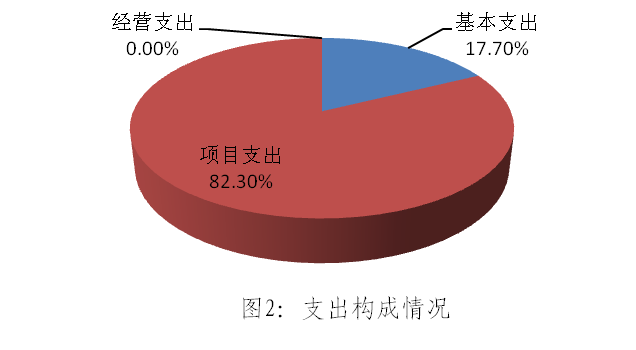 经营支出
0.00%
基本支出
17.70%
项目支出
82.30%
图2：支出构成情况